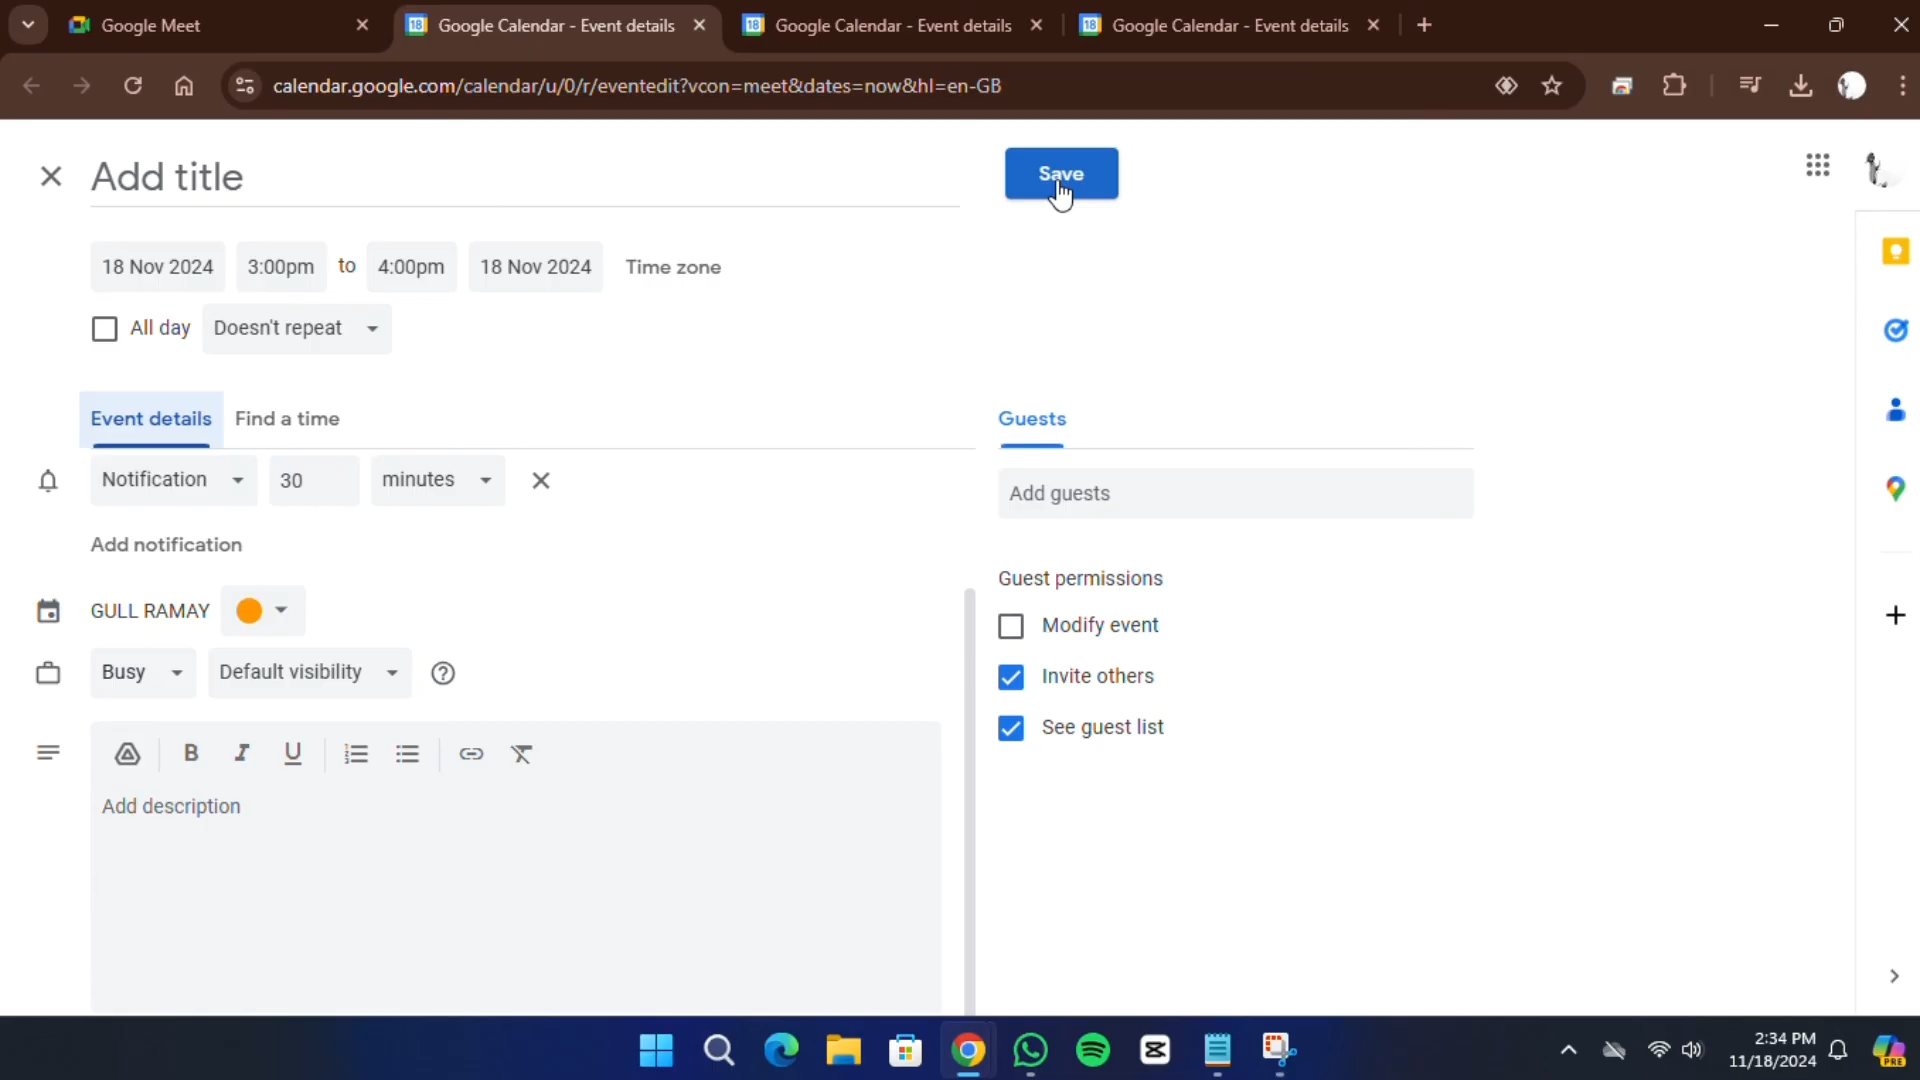 Google Meet
Google Calendar - Event details
Google Calendar - Event details
Google Calendar - Event details
calendar.google.com/calendar/u/0/r/eventedit?vcon=meet&dates=now&hl=en-GB
Add title
Save
18 Nov 2024 3:00pm to 4:00pm 18 Nov 2024 Time zone
All day Doesn't repeat
Event details Find a time
Guests
Notification 30 minutes
Add guests
Add notification
Guest permissions
GULL RAMAY
Modify event
Busy Default visibility
Invite others
See guest list
Add description
2:34 PM
11/18/2024
PRE